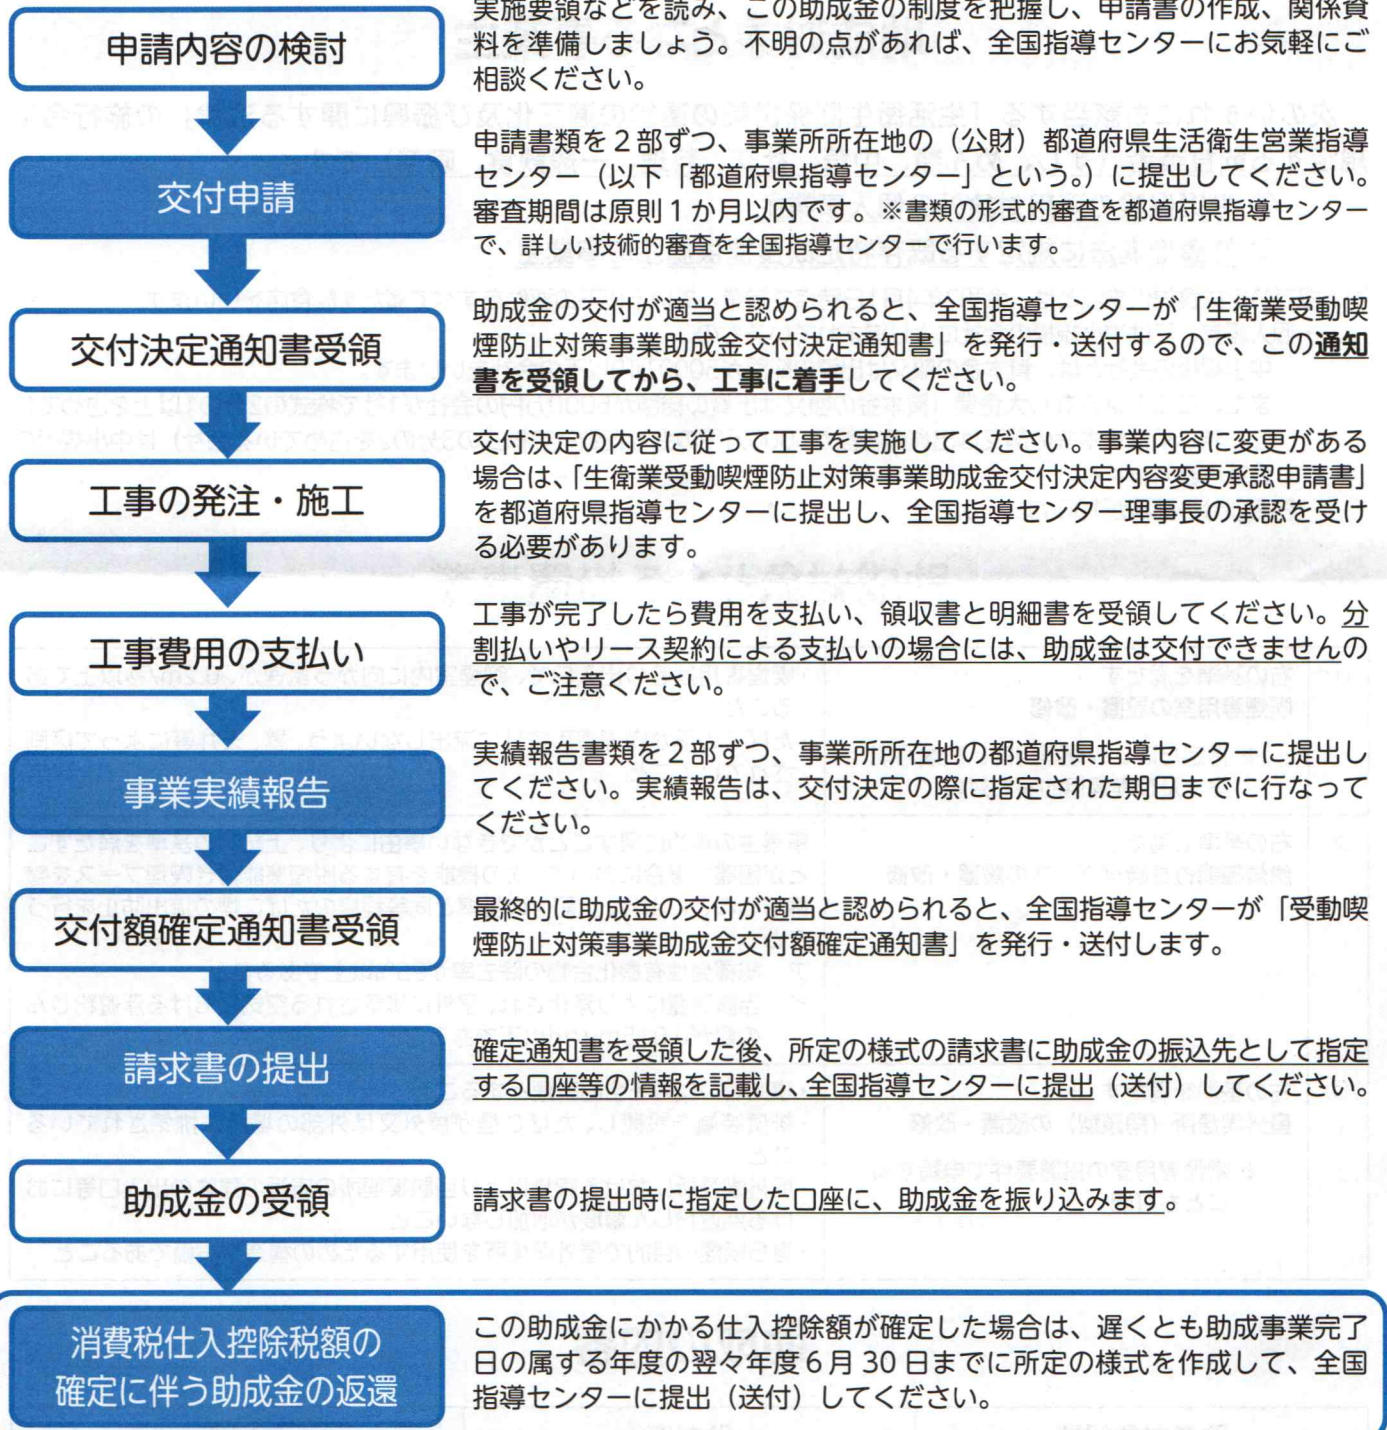 申請内容の検討
実施要領などを読み、この助成金の制度を把握し、申請書の作成、関係資
料を準備しましょう。不明の点があれば、全国指導センターにお気軽にご
相談ください。
交付申請
申請書類を2部ずつ、事業所所在地の（公財）都道府県生活衛生営業指導
センター（以下「都道府県指導センター」という。）に提出してください。
審査期間は原則1か月以内です。※書類の形式的審査を都道府県指導センター
で、詳しい技術的審査を全国指導センターで行います。
交付決定通知書受領
助成金の交付が適当と認められると、全国指導センターが「生衛業受動喫
煙防止対策事業助成金交付決定通知書」を発行・送付するので、この通知
書を受領してから、工事に着手してください。
工事の発注・施工
交付決定の内容に従って工事を実施してください。事業内容に変更がある
場合は、「生衛業受動喫煙防止対策事業助成金交付決定内容変更承認申請書」
を都道府県指導センターに提出し、全国指導センター理事長の承認を受け
る必要があります。
工事費用の支払い
工事が完了したら費用を支払い、領収書と明細書を受領してください。分
割払いやリース契約による支払いの場合には、助成金は交付できませんの
で、ご注意ください。
事業実績報告
実績報告書類を2部ずつ、事業所所在地の都道府県指導センターに提出し
てください。実績報告は、交付決定の際に指定された期日までに行なって
ください。
交付額確定通知書受領
最終的に助成金の交付が適当と認められると、全国指導センターが「受動喫
煙防止対策事業助成金交付額確定通知書」を発行・送付します。
請求書の提出
確定通知書を受領した後、所定の様式の請求書に助成金の振込先として指定
する口座等の情報を記載し、全国指導センターに提出（送付）してください。
助成金の受領
請求書の提出時に指定した口座に、助成金を振り込みます。
消費税仕入控除税額の
確定に伴う助成金の返還
この助成金にかかる仕入控除額が確定した場合は、遅くとも助成事業完了
日の属する年度の翌々年度6月30日までに所定の様式を作成して、全国
指導センターに提出（送付）してください。